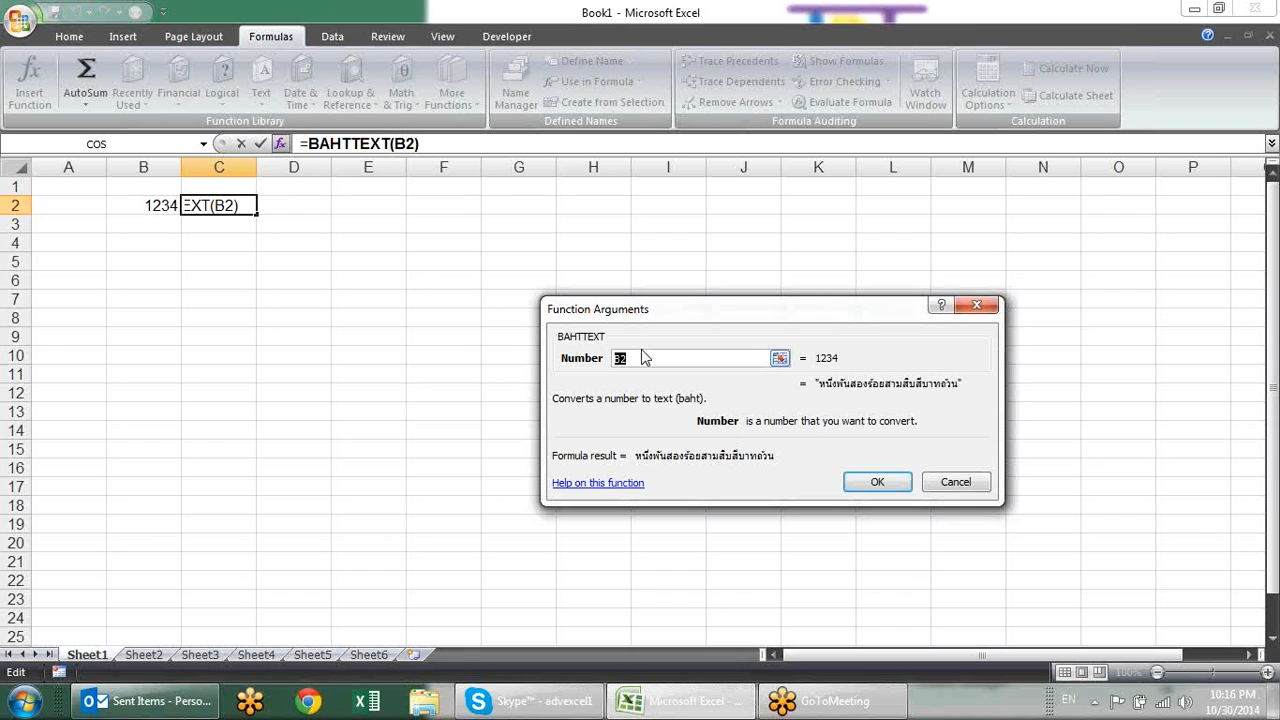 Book1 - Microsoft Excel
Home Insert Page Layout Formulas Data Review View Developer
Insert Function
AutoSum
Recently Used
Financial
Logical
Text
Date & Time
Lookup & Reference
Math & Trig
More Functions
Function Library
Name Manager
Define Name
Use in Formula
Create from Selection
Defined Names
Trace Precedents
Trace Dependents
Remove Arrows
Show Formulas
Error Checking
Evaluate Formula
Watch Window
Formula Auditing
Calculation Options
Calculate Now
Calculate Sheet
Calculation
COS fx =BAHTTEXT(B2)
A B C D E F G H I J K L M N O P
1
2 1234 EXT(B2)
3
4
5
6
7
8
9
10
11
12
13
14
15
16
17
18
19
20
21
22
23
24
25
Function Arguments
BAHTTEXT
Number B2 = 1234
= "หนึ่งพันสองร้อยสามสิบสี่บาทถ้วน"
Converts a number to text (baht).
Number is a number that you want to convert.
Formula result = หนึ่งพันสองร้อยสามสิบสี่บาทถ้วน
Help on this function
OK Cancel
Sheet1 Sheet2 Sheet3 Sheet4 Sheet5 Sheet6
Edit 100%
Sent Items - Perso... Skype™ - advexcel1 Microsoft Excel - ... GoToMeeting EN 10:16 PM
10/30/2014